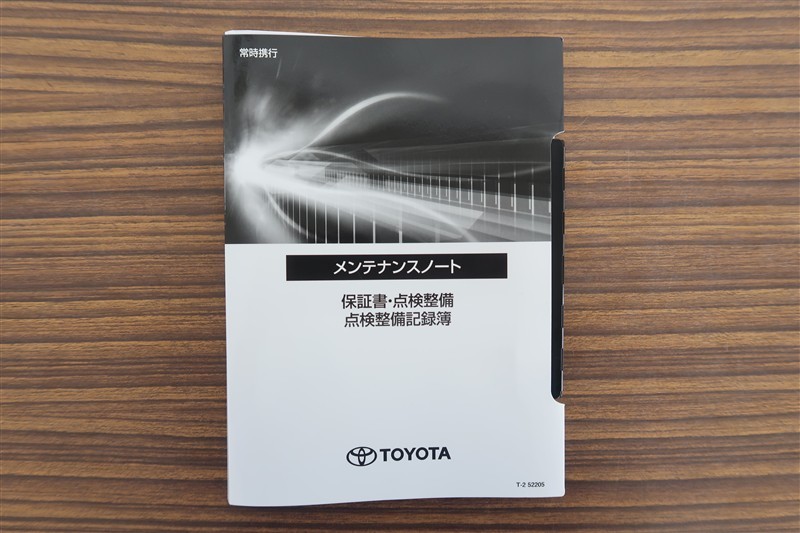 常時携行
メンテナンスノート
保証書・点検整備
点検整備記録簿
TOYOTA
T-2 52205